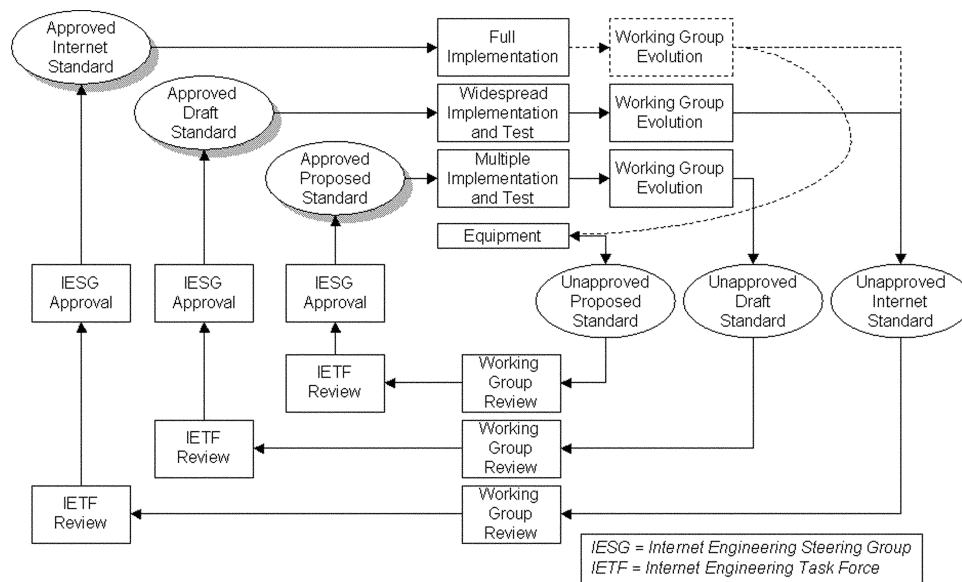 Approved
Internet
Standard
Full
Implementation
Working Group
Evolution
Approved
Draft
Standard
Widespread
Implementation
and Test
Working Group
Evolution
Approved
Proposed
Standard
Multiple
Implementation
and Test
Working Group
Evolution
Equipment
IESG
Approval
IESG
Approval
IESG
Approval
Unapproved
Proposed
Standard
Unapproved
Draft
Standard
Unapproved
Internet
Standard
IETF
Review
Working
Group
Review
IETF
Review
Working
Group
Review
IETF
Review
Working
Group
Review
IESG = Internet Engineering Steering Group
IETF = Internet Engineering Task Force